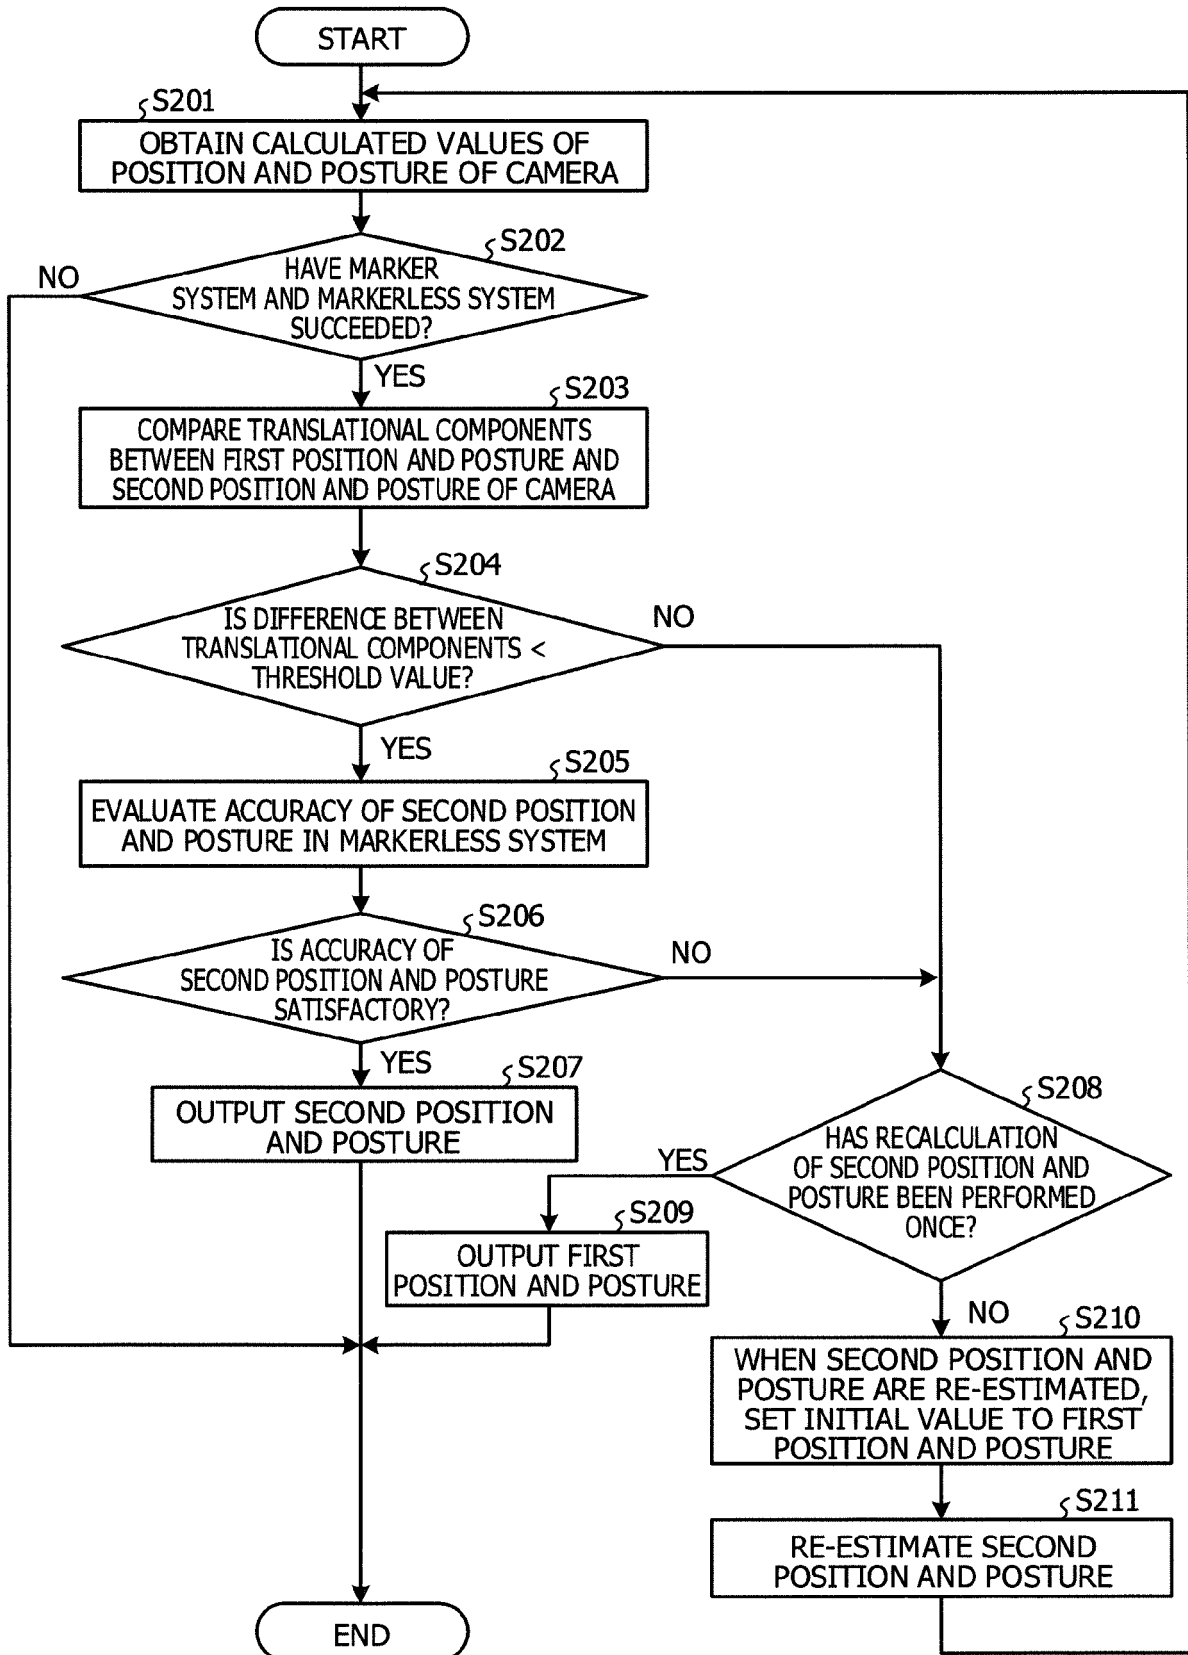 START
S201
OBTAIN CALCULATED VALUES OF
POSITION AND POSTURE OF CAMERA
S202
NO
HAVE MARKER
SYSTEM AND MARKERLESS SYSTEM
SUCCEEDED?
YES
S203
COMPARE TRANSLATIONAL COMPONENTS
BETWEEN FIRST POSITION AND POSTURE AND
SECOND POSITION AND POSTURE OF CAMERA
S204
NO
IS DIFFERENCE BETWEEN
TRANSLATIONAL COMPONENTS <
THRESHOLD VALUE?
YES
S205
EVALUATE ACCURACY OF SECOND POSITION
AND POSTURE IN MARKERLESS SYSTEM
S206
NO
IS ACCURACY OF
SECOND POSITION AND POSTURE
SATISFACTORY?
YES
S207
OUTPUT SECOND POSITION
AND POSTURE
S208
YES
HAS RECALCULATION
OF SECOND POSITION AND
POSTURE BEEN PERFORMED
ONCE?
S209
OUTPUT FIRST
POSITION AND POSTURE
NO
S210
WHEN SECOND POSITION AND
POSTURE ARE RE-ESTIMATED,
SET INITIAL VALUE TO FIRST
POSITION AND POSTURE
S211
RE-ESTIMATE SECOND
POSITION AND POSTURE
END